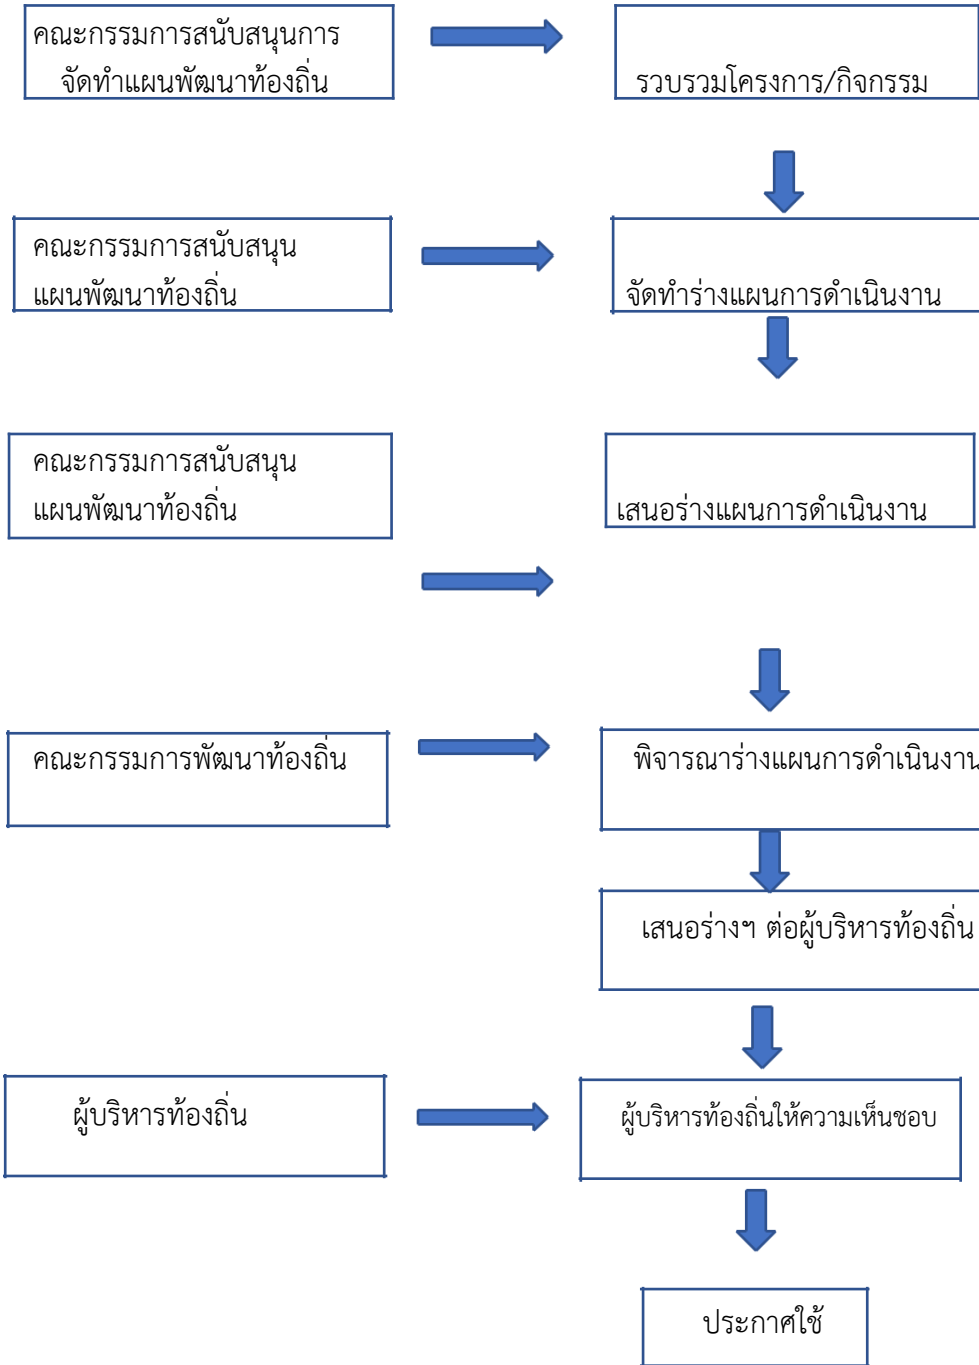 คณะกรรมการสนับสนุนการ
จัดทำแผนพัฒนาท้องถิ่น
รวบรวมโครงการ/กิจกรรม
คณะกรรมการสนับสนุน
แผนพัฒนาท้องถิ่น
จัดทำร่างแผนการดำเนินงาน
คณะกรรมการสนับสนุน
แผนพัฒนาท้องถิ่น
เสนอร่างแผนการดำเนินงาน
คณะกรรมการพัฒนาท้องถิ่น
พิจารณาร่างแผนการดำเนินงาน
เสนอร่างฯ ต่อผู้บริหารท้องถิ่น
ผู้บริหารท้องถิ่น
ผู้บริหารท้องถิ่นให้ความเห็นชอบ
ประกาศใช้